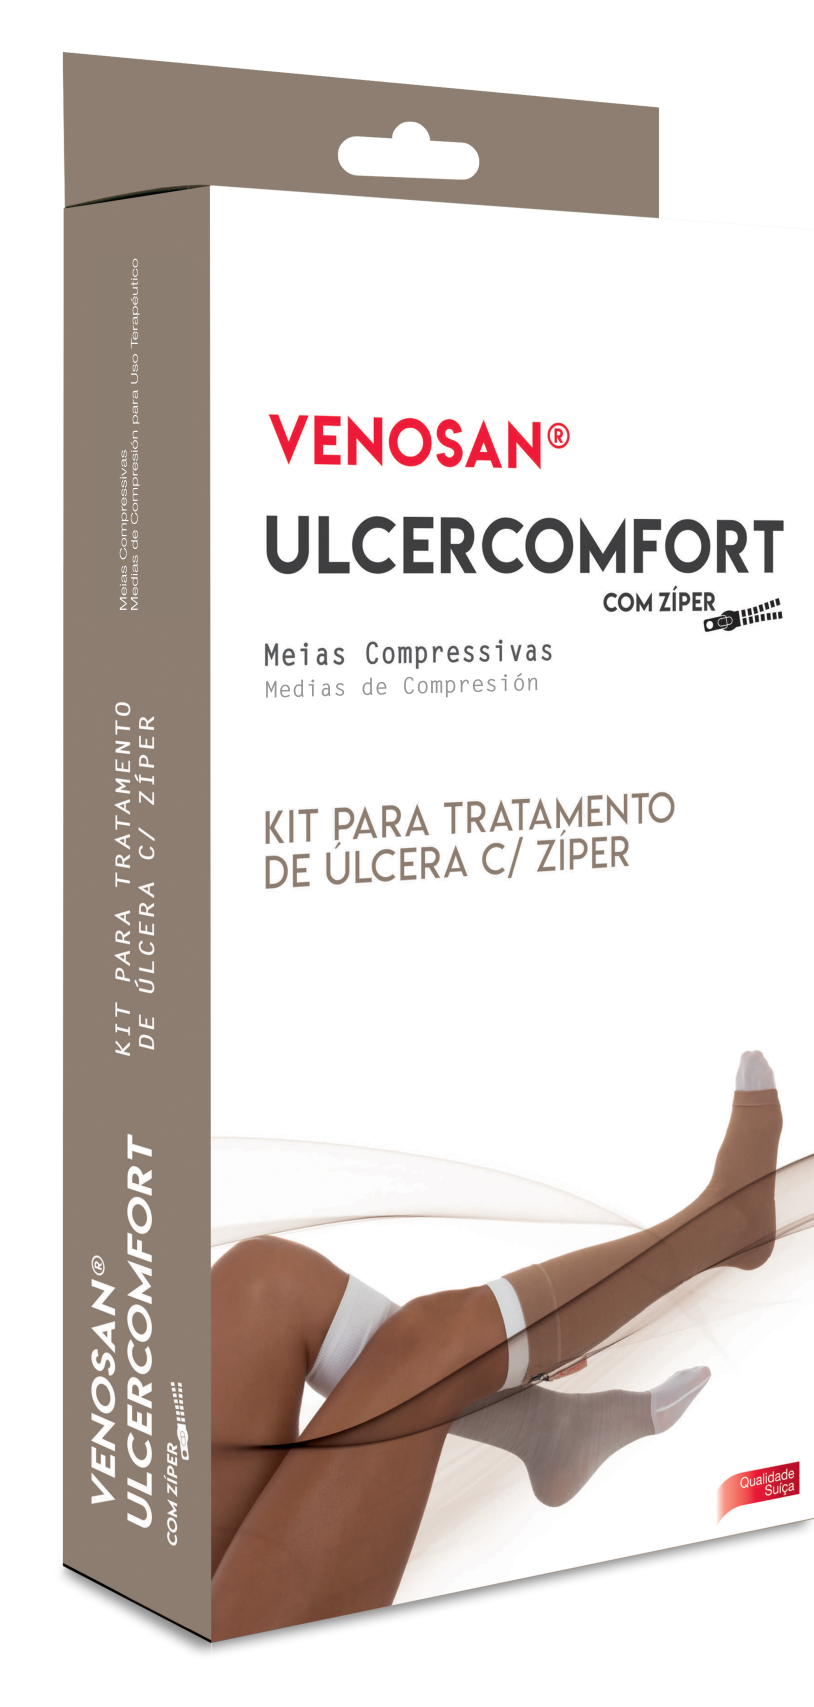 VENOSAN®
ULCERCOMFORT
COM ZÍPER
Meias Compressivas
Medias de Compresión
KIT PARA TRATAMENTO
DE ÚLCERA C/ ZÍPER
Qualidade
Suíça
Meias Compressivas
Medias de Compresión para Uso Terapéutico
KIT PARA TRATAMENTO
DE ÚLCERA C/ ZÍPER
VENOSAN®
ULCERCOMFORT
COM ZÍPER